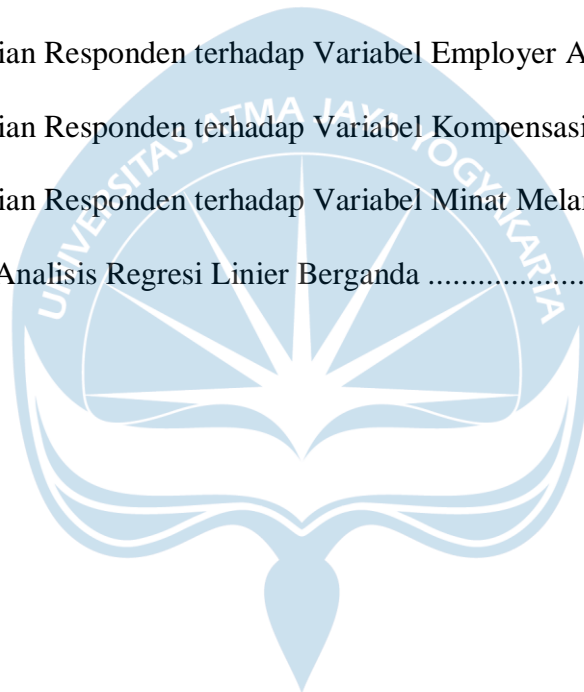 ian Responden terhadap Variabel Employer A
ian Responden terhadap Variabel Kompensasi
ian Responden terhadap Variabel Minat Mela
Analisis Regresi Linier Berganda ....................
UNIVERSITAS ATMA JAYA YOGYAKARTA